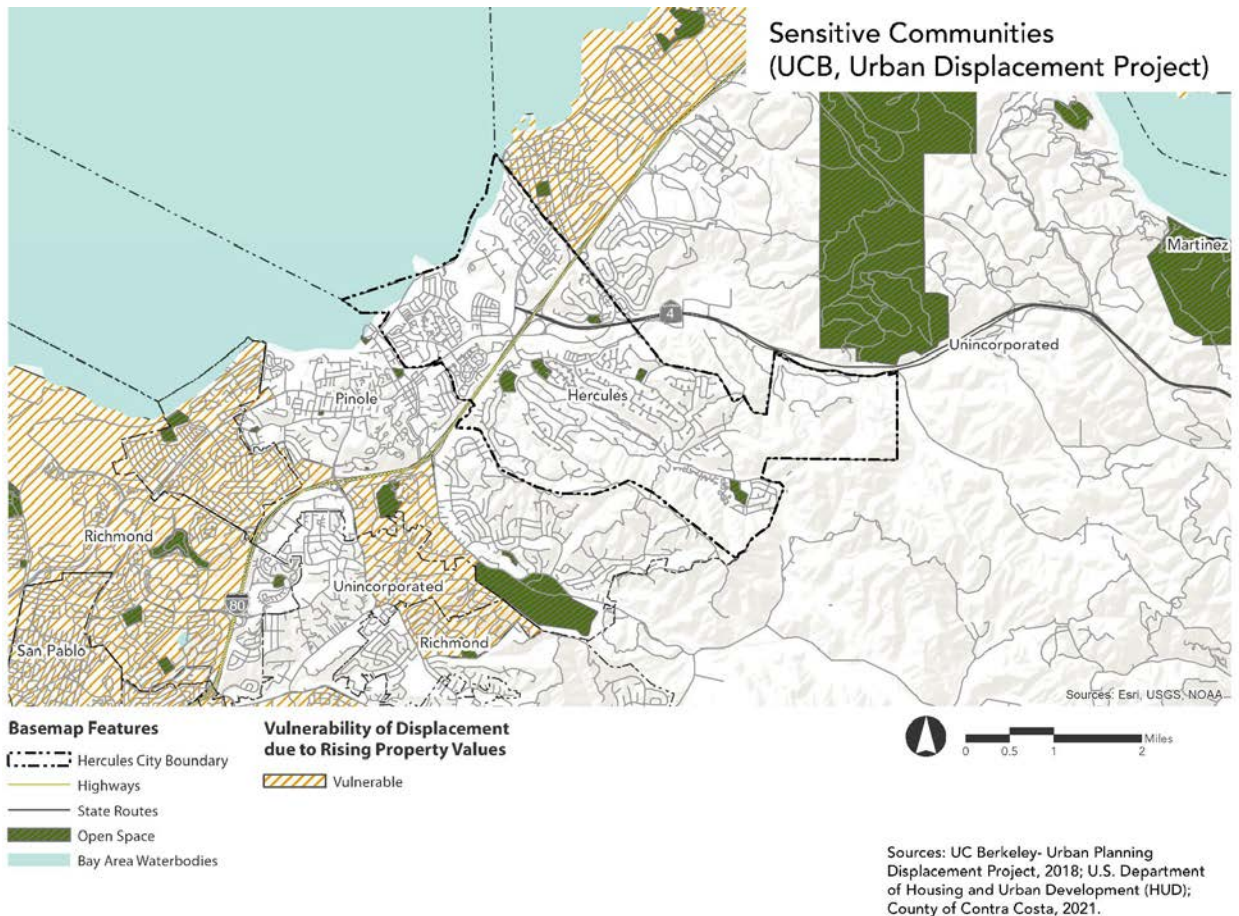 Sensitive Communities
(UCB, Urban Displacement Project)
Martinez
4
Unincorporated
Pinole
Hercules
Richmond
Unincorporated
80
Richmond
San Pablo
Sources: Esri, USGS, NOAA
Basemap Features
Hercules City Boundary
Highways
State Routes
Open Space
Bay Area Waterbodies
Vulnerability of Displacement
due to Rising Property Values
Vulnerable
0 0.5 1 2 Miles
Sources: UC Berkeley- Urban Planning
Displacement Project, 2018; U.S. Department
of Housing and Urban Development (HUD);
County of Contra Costa, 2021.